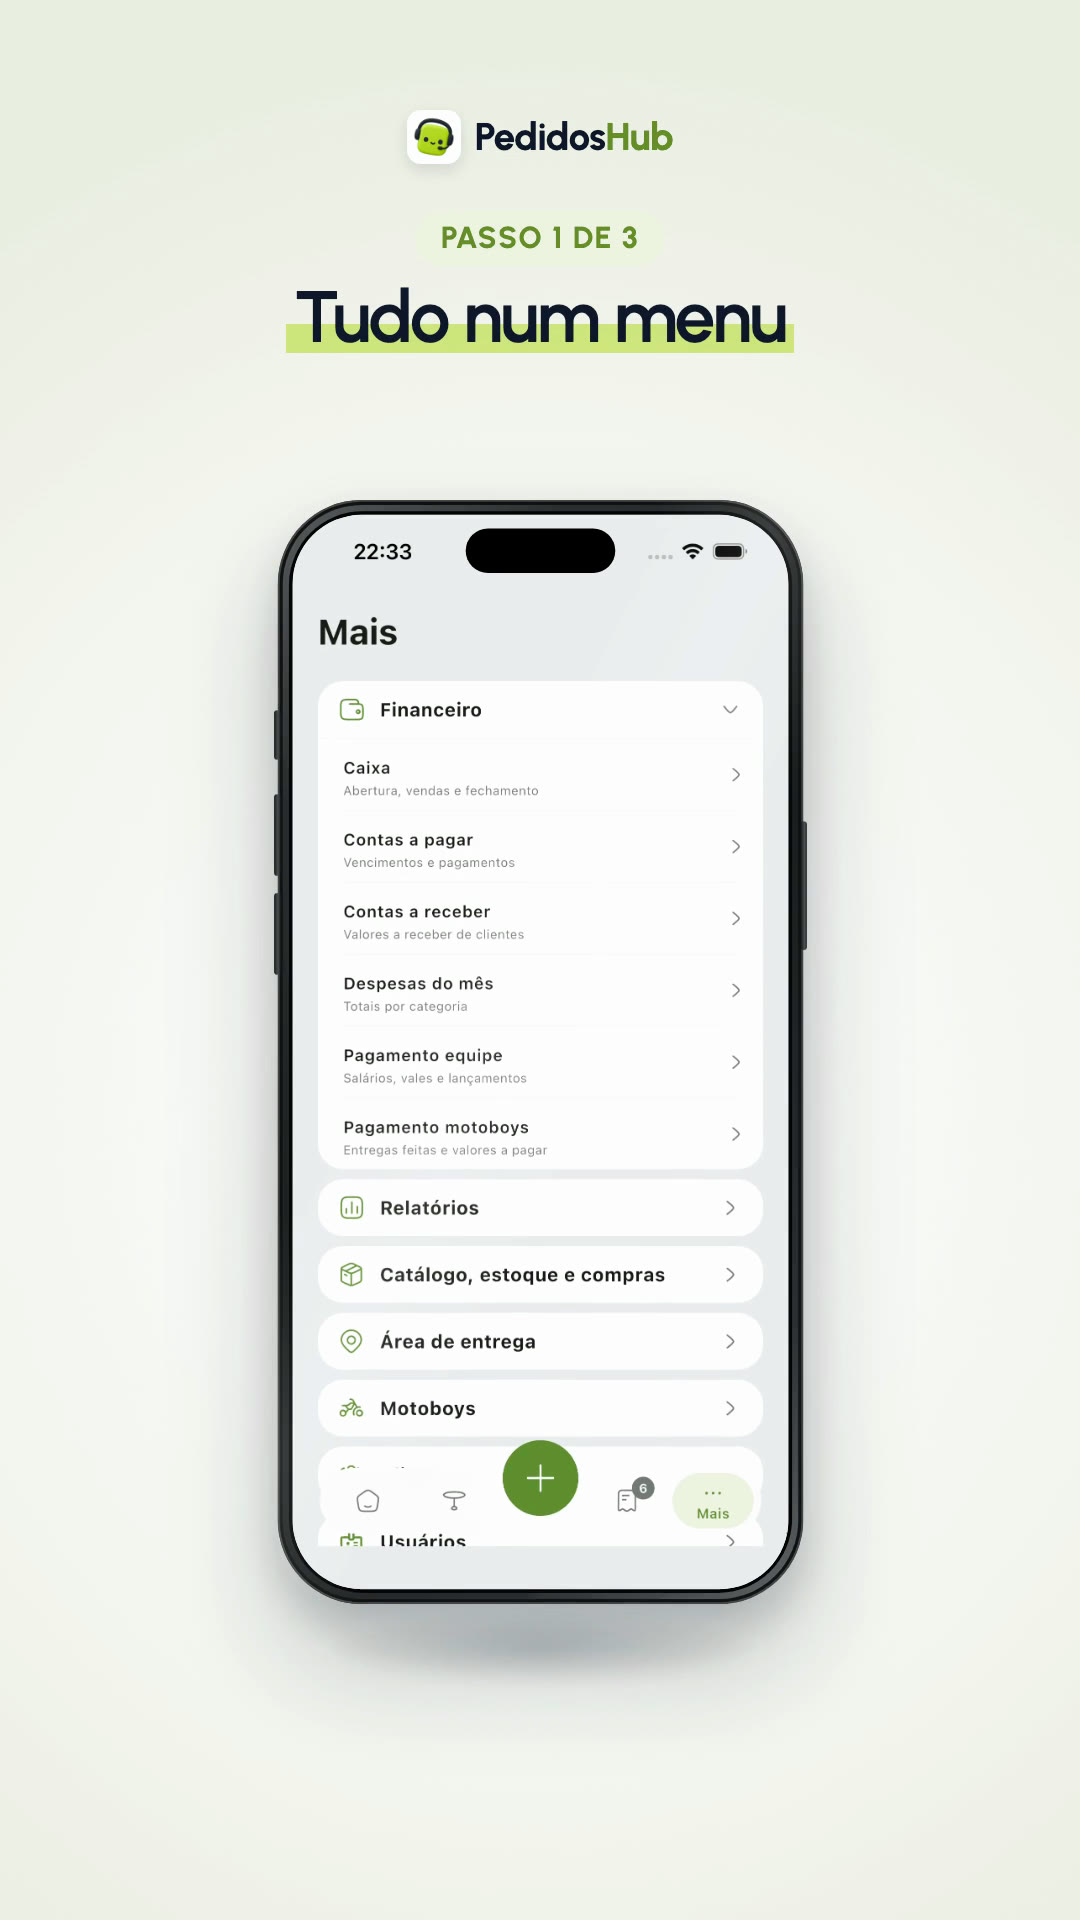 PedidosHub
PASSO 1 DE 3
Tudo num menu
22:33
Mais
Financeiro
Caixa
Abertura, vendas e fechamento
Contas a pagar
Vencimentos e pagamentos
Contas a receber
Valores a receber de clientes
Despesas do mês
Totais por categoria
Pagamento equipe
Salários, vales e lançamentos
Pagamento motoboys
Entregas feitas e valores a pagar
Relatórios
Catálogo, estoque e compras
Área de entrega
Motoboys
6
Mais
Usuários